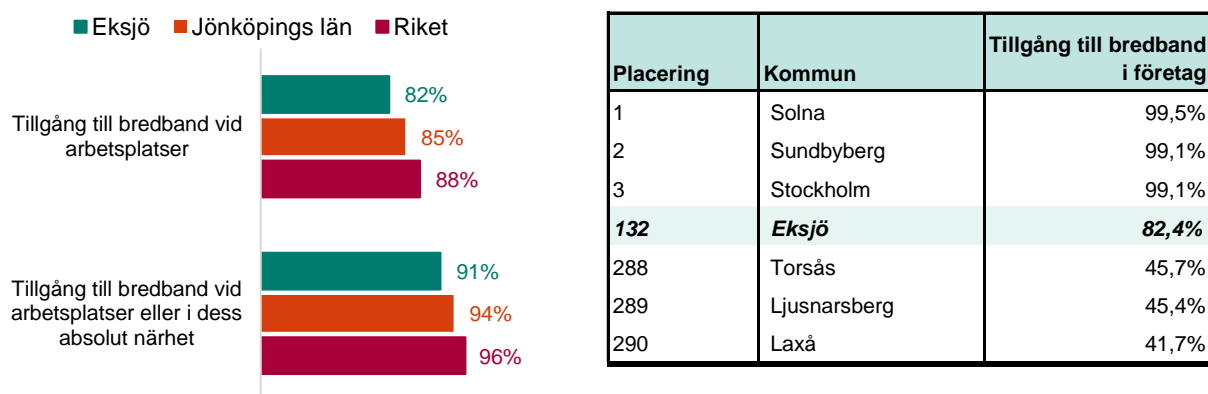 Eksjö Jönköpings län Riket
Tillgång till bredband vid
arbetsplatser
82%
85%
88%
Tillgång till bredband vid
arbetsplatser eller i dess
absolut närhet
91%
94%
96%
Placering Kommun Tillgång till bredband
i företag
1 Solna 99,5%
2 Sundbyberg 99,1%
3 Stockholm 99,1%
132 Eksjö 82,4%
288 Torsås 45,7%
289 Ljusnarsberg 45,4%
290 Laxå 41,7%